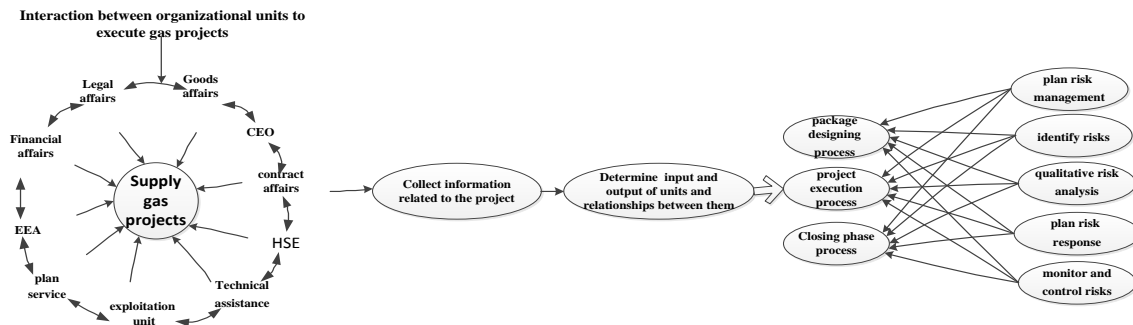 Interaction between organizational units to
execute gas projects
Legal
affairs
Goods
affairs
Financial
affairs
CEO
contract
affairs
EEA
HSE
plan
service
exploitation
unit
Technical
assistance
Supply
gas
projects
Collect information
related to the project
Determine input and
output of units and
relationships between them
package
designing
process
project
execution
process
Closing phase
process
plan risk
management
identify risks
qualitative risk
analysis
plan risk
response
monitor and
control risks